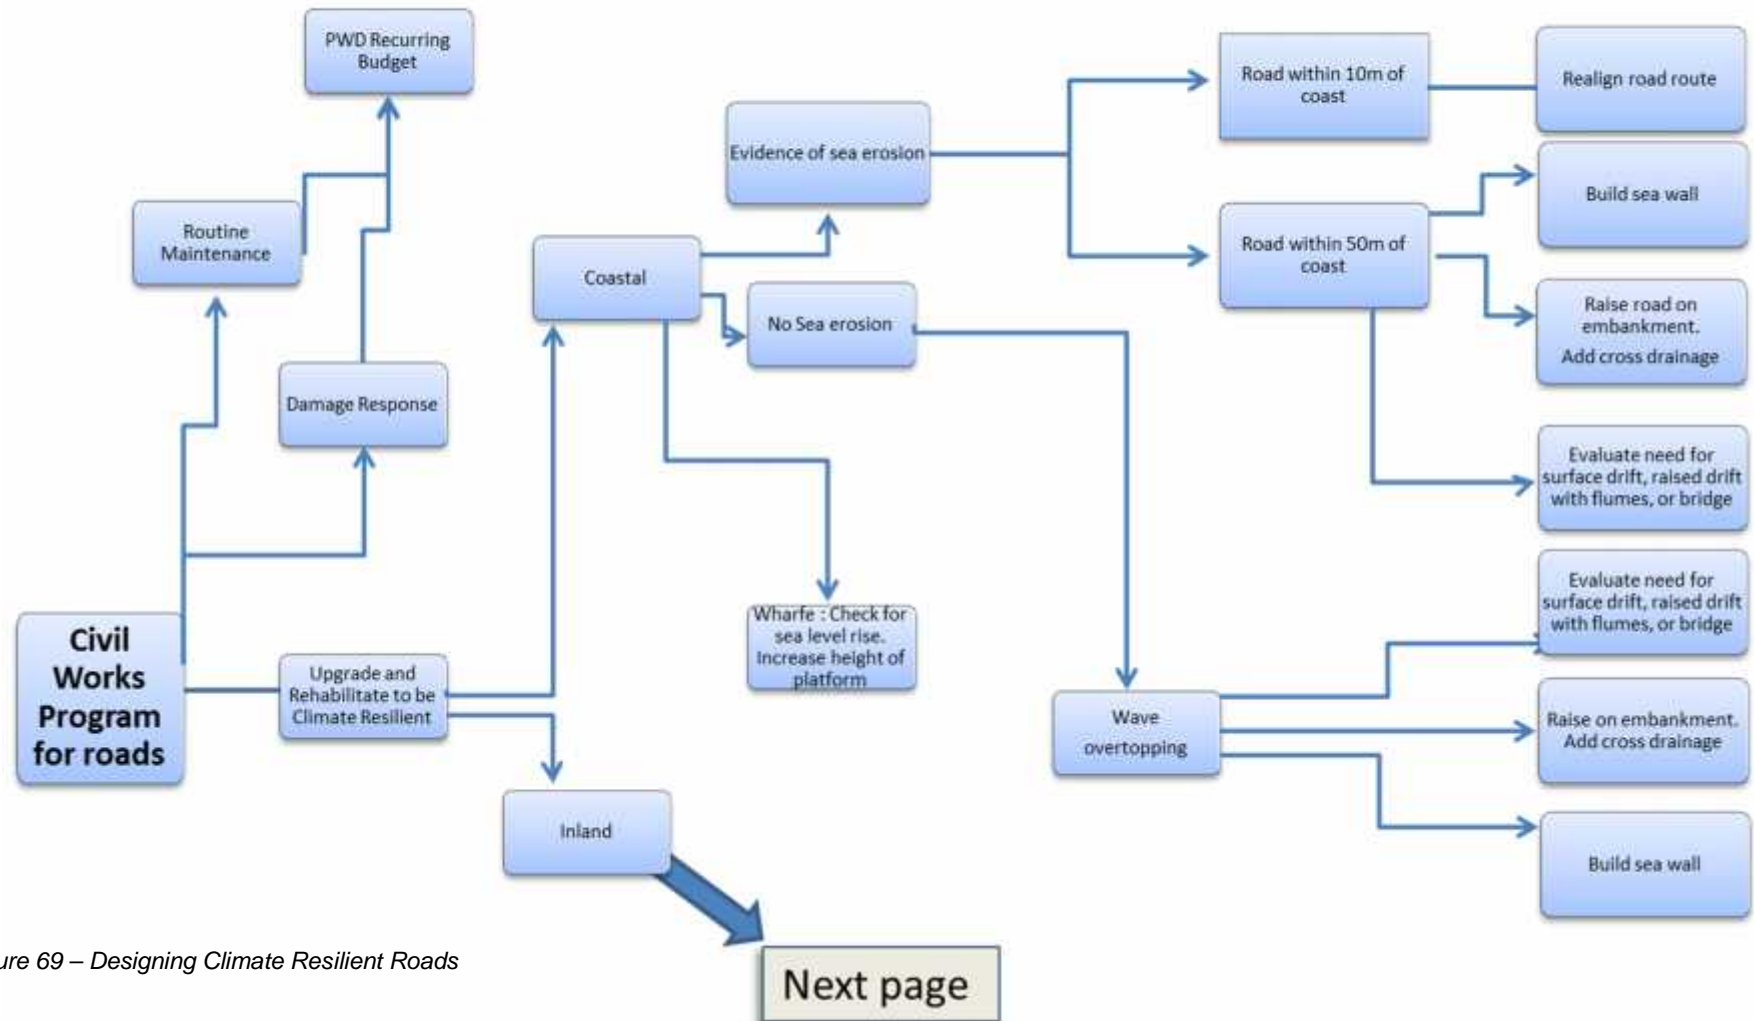 PWD Recurring
Budget
Routine
Maintenance
Damage Response
Civil
Works
Program
for roads
Upgrade and
Rehabilitate to be
Climate Resilient
Coastal
Inland
Next page
Evidence of sea erosion
No Sea erosion
Wharfe : Check for
sea level rise.
Increase height of
platform
Road within 10m of
coast
Road within 50m of
coast
Wave
overtopping
Realign road route
Build sea wall
Raise road on
embankment.
Add cross drainage
Evaluate need for
surface drift, raised drift
with flumes, or bridge
Evaluate need for
surface drift, raised drift
with flumes, or bridge
Raise on embankment.
Add cross drainage
Build sea wall
ure 69 – Designing Climate Resilient Roads